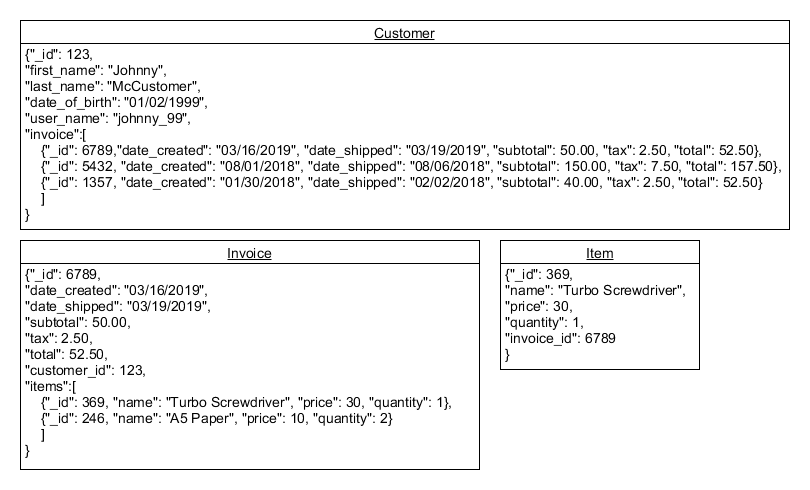 Customer
{"_id": 123,
"first_name": "Johnny",
"last_name": "McCustomer",
"date_of_birth": "01/02/1999",
"user_name": "johnny_99",
"invoice":[
{"_id": 6789,"date_created": "03/16/2019", "date_shipped": "03/19/2019", "subtotal": 50.00, "tax": 2.50, "total": 52.50},
{"_id": 5432, "date_created": "08/01/2018", "date_shipped": "08/06/2018", "subtotal": 150.00, "tax": 7.50, "total": 157.50},
{"_id": 1357, "date_created": "01/30/2018", "date_shipped": "02/02/2018", "subtotal": 40.00, "tax": 2.50, "total": 52.50}
]
}
Invoice
{"_id": 6789,
"date_created": "03/16/2019",
"date_shipped": "03/19/2019",
"subtotal": 50.00,
"tax": 2.50,
"total": 52.50,
"customer_id": 123,
"items":[
{"_id": 369, "name": "Turbo Screwdriver", "price": 30, "quantity": 1},
{"_id": 246, "name": "A5 Paper", "price": 10, "quantity": 2}
]
}
Item
{"_id": 369,
"name": "Turbo Screwdriver",
"price": 30,
"quantity": 1,
"invoice_id": 6789
}